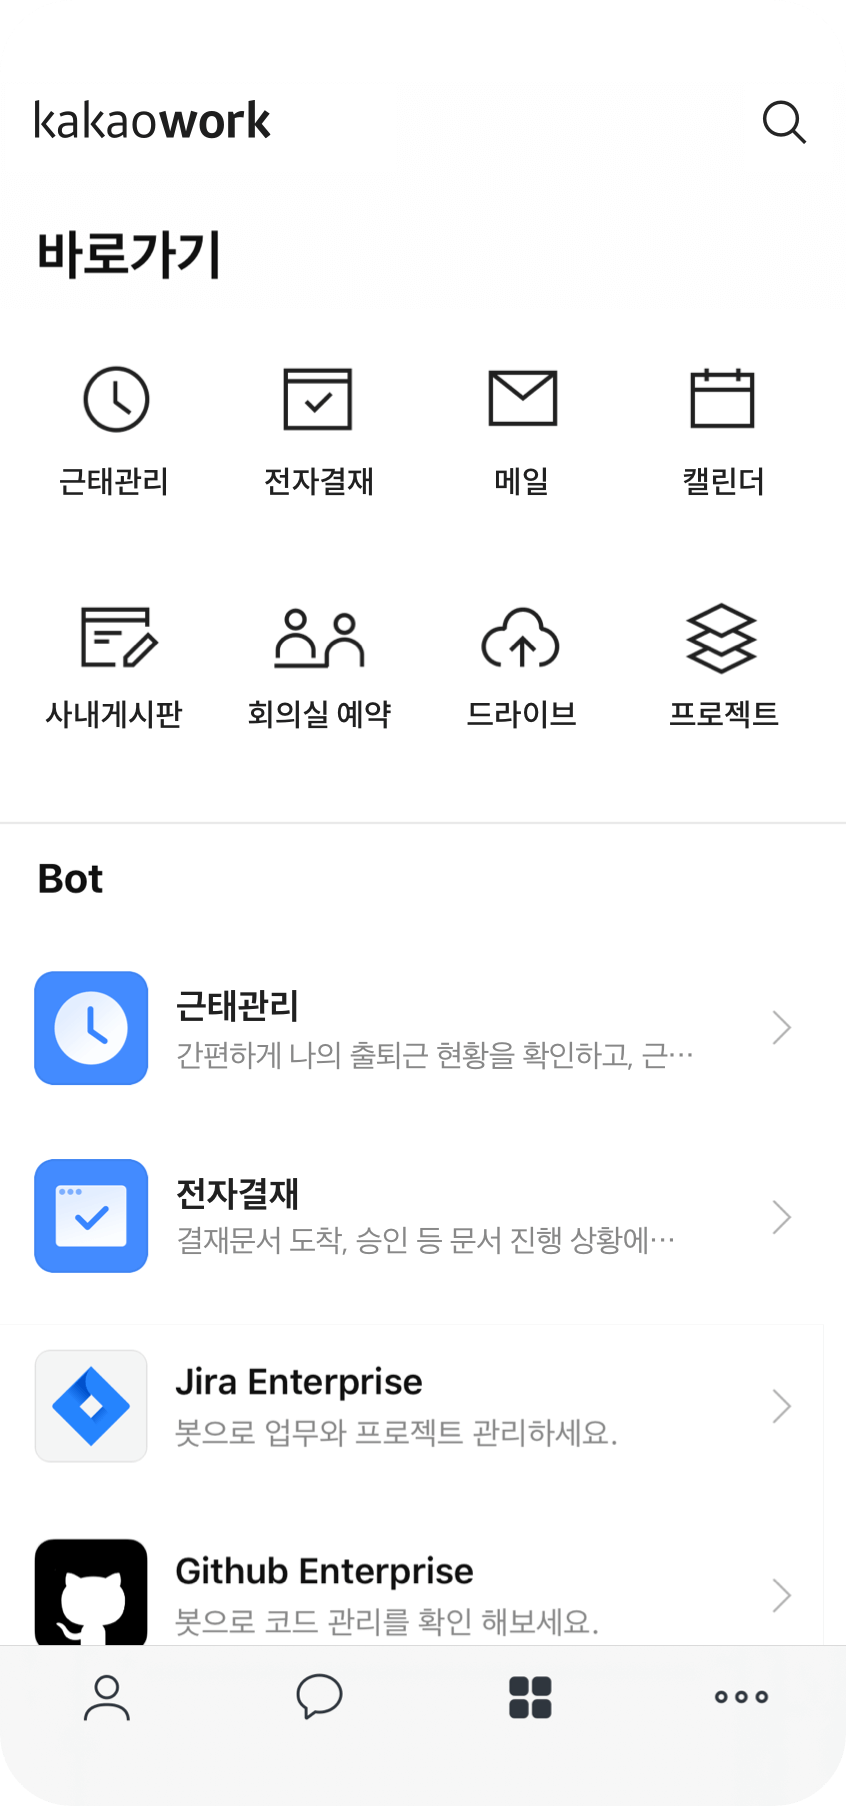 kakaowork
바로가기
근태관리 전자결재 메일 캘린더
사내게시판 회의실 예약 드라이브 프로젝트
Bot
근태관리
간편하게 나의 출퇴근 현황을 확인하고, 근···
전자결재
결재문서 도착, 승인 등 문서 진행 상황에···
Jira Enterprise
봇으로 업무와 프로젝트 관리하세요.
Github Enterprise
봇으로 코드 관리를 확인 해보세요.